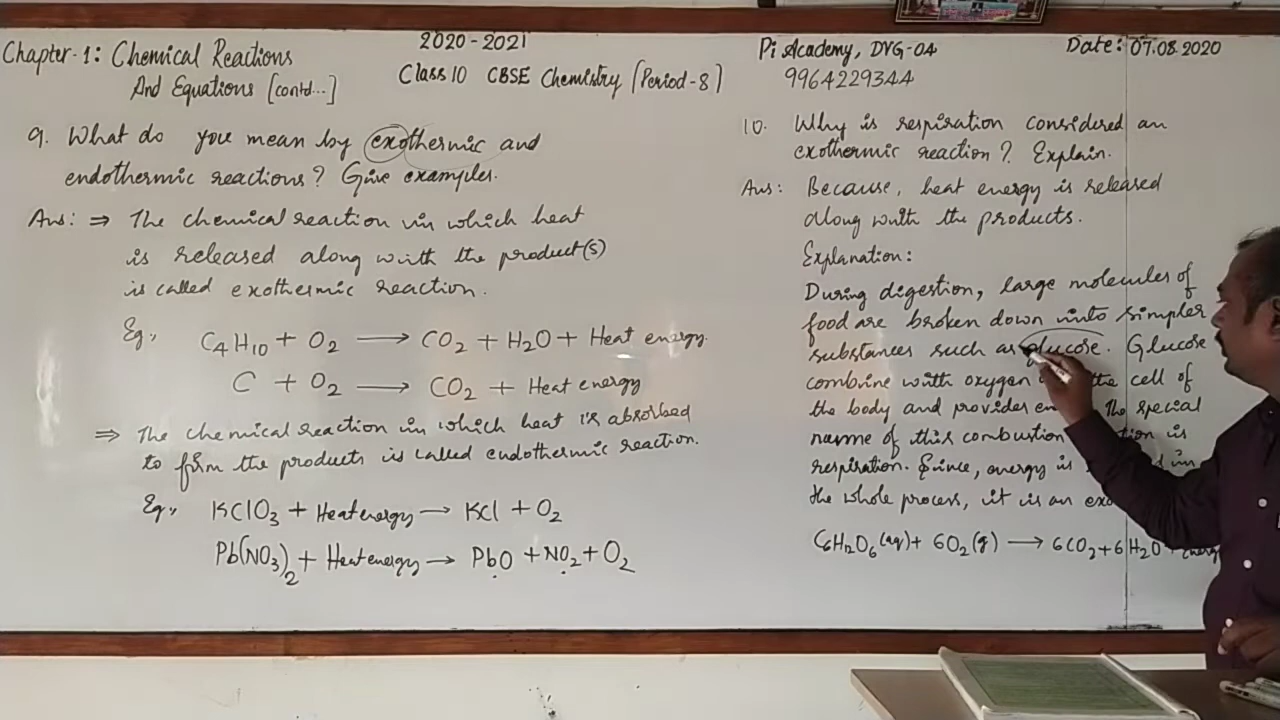 Chapter-1: Chemical Reactions
And Equations [contd...]
2020-2021
Class 10 CBSE Chemistry [Period-8]
Pi Academy, DVG-04
9964229344
Date: 07.08.2020
9. What do you mean by exothermic and
endothermic reactions? Give examples.
Ans: ⇒ The chemical reaction in which heat
is released along with the product(s)
is called exothermic reaction.
Eg., C4H10 + O2 → CO2 + H2O + Heat energy.
C + O2 → CO2 + Heat energy
⇒ The chemical reaction in which heat is absorbed
to form the products is called endothermic reaction.
Eg., KClO3 + Heat energy → KCl + O2
Pb(NO3)2 + Heat energy → PbO + NO2 + O2
10. Why is respiration considered an
exothermic reaction? Explain.
Ans: Because, heat energy is released
along with the products.
Explanation:
During digestion, large molecules of
food are broken down into simpler
substances such as glucose. Glucose
combine with oxygen the cell of
the body and provides The special
name of this combustion is
respiration. Since, energy is in
the whole process, it is an
C6H12O6(aq) + 6O2(g) → 6CO2 + 6H2O +